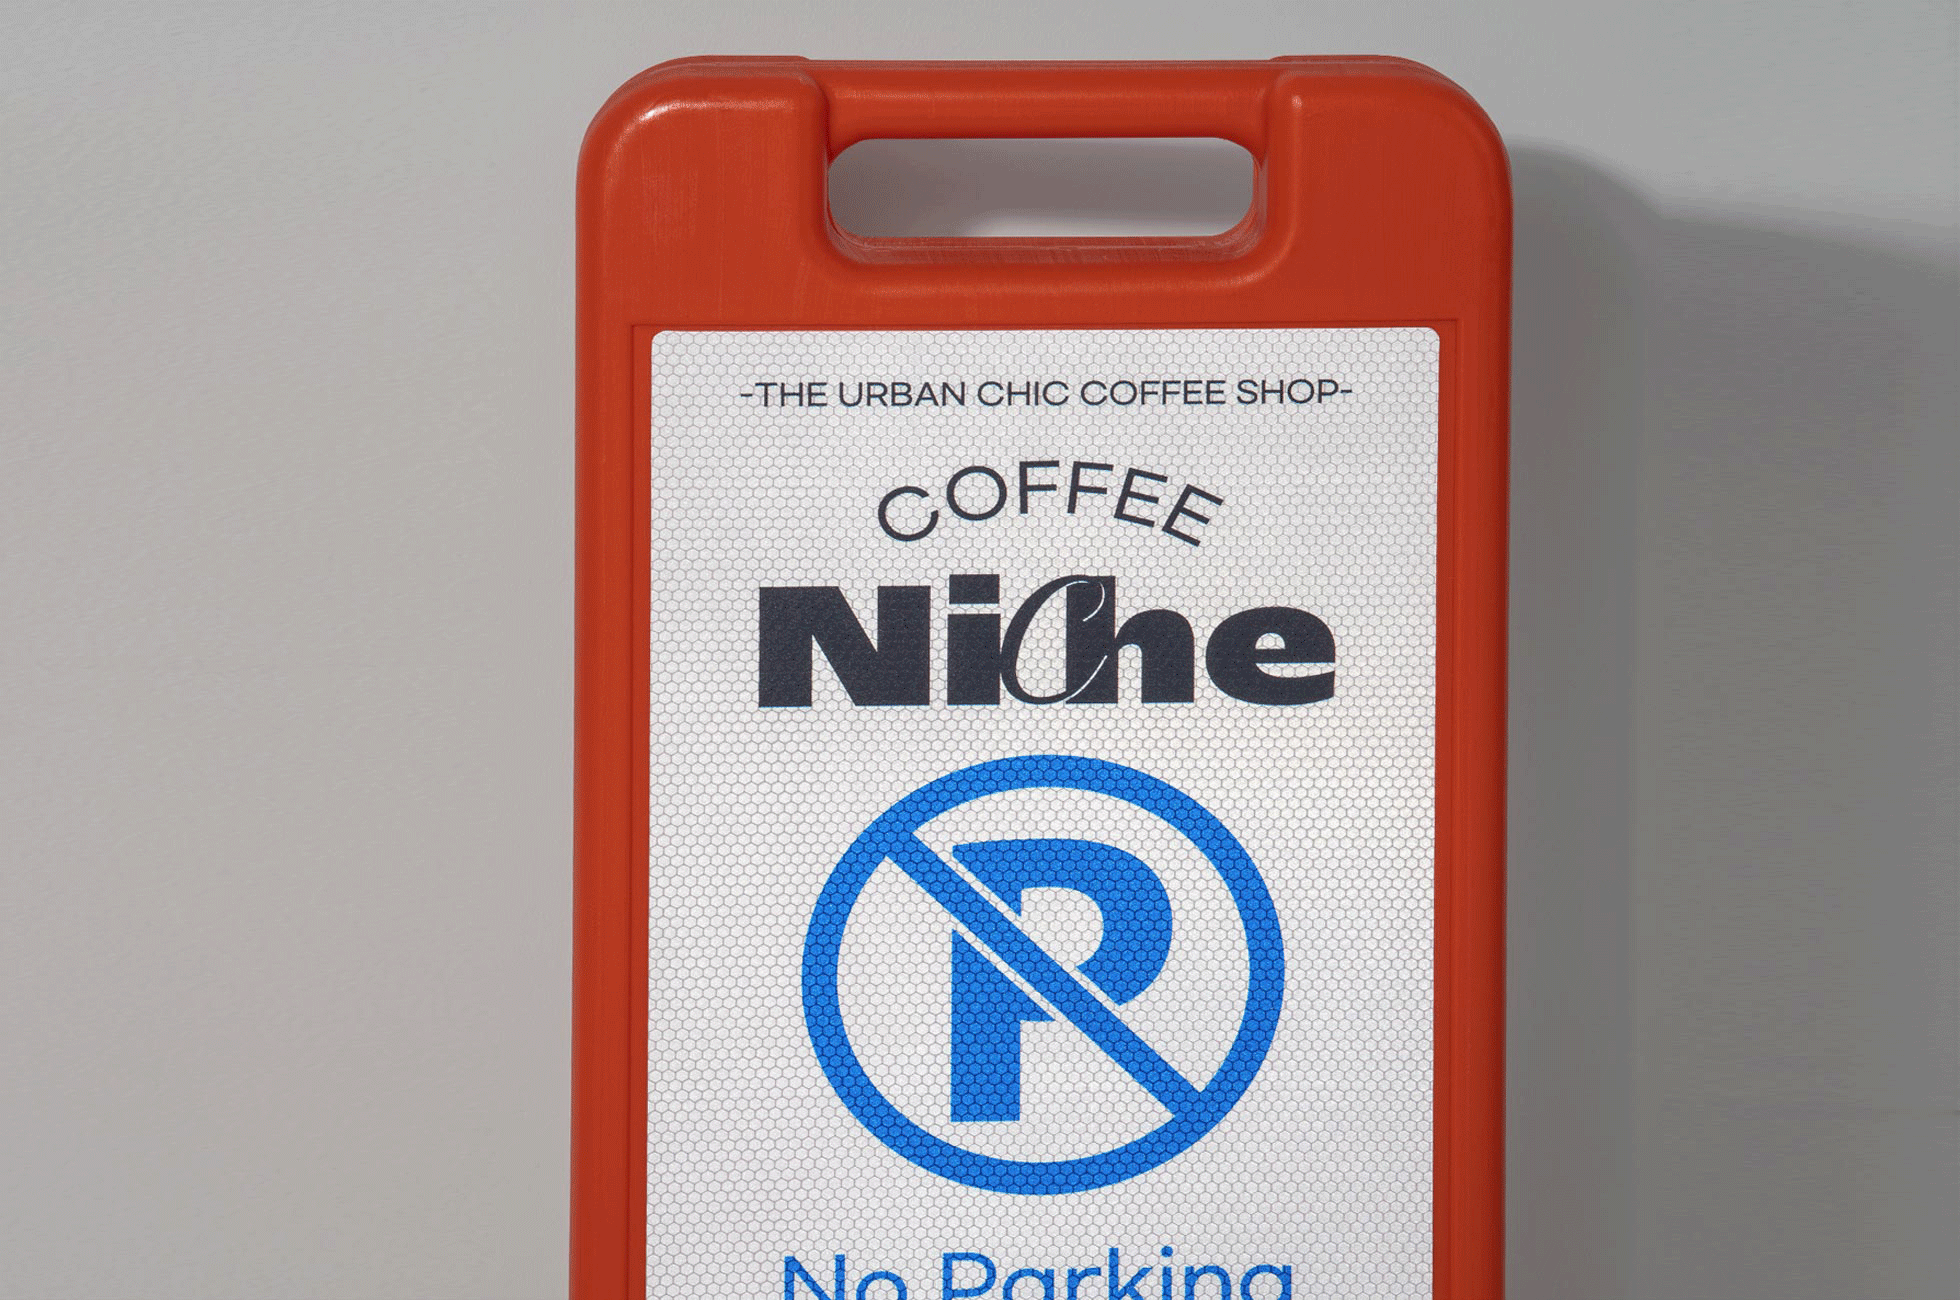 -THE URBAN CHIC COFFEE SHOP-
COFFEE
Niche
P
No Parking